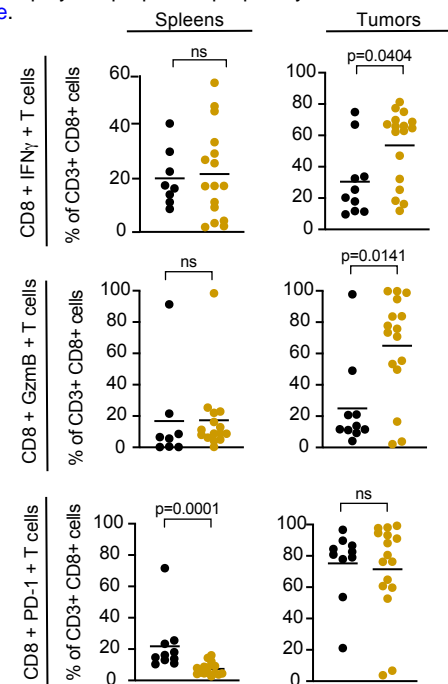 e.
Spleens
Tumors
CD8 + IFNγ + T cells
% of CD3+ CD8+ cells
ns
60
40
20
0
p=0.0404
100
80
60
40
20
0
CD8 + GzmB + T cells
% of CD3+ CD8+ cells
ns
100
80
60
40
20
0
p=0.0141
100
80
60
40
20
0
CD8 + PD-1 + T cells
% of CD3+ CD8+ cells
p=0.0001
100
80
60
40
20
0
ns
100
80
60
40
20
0